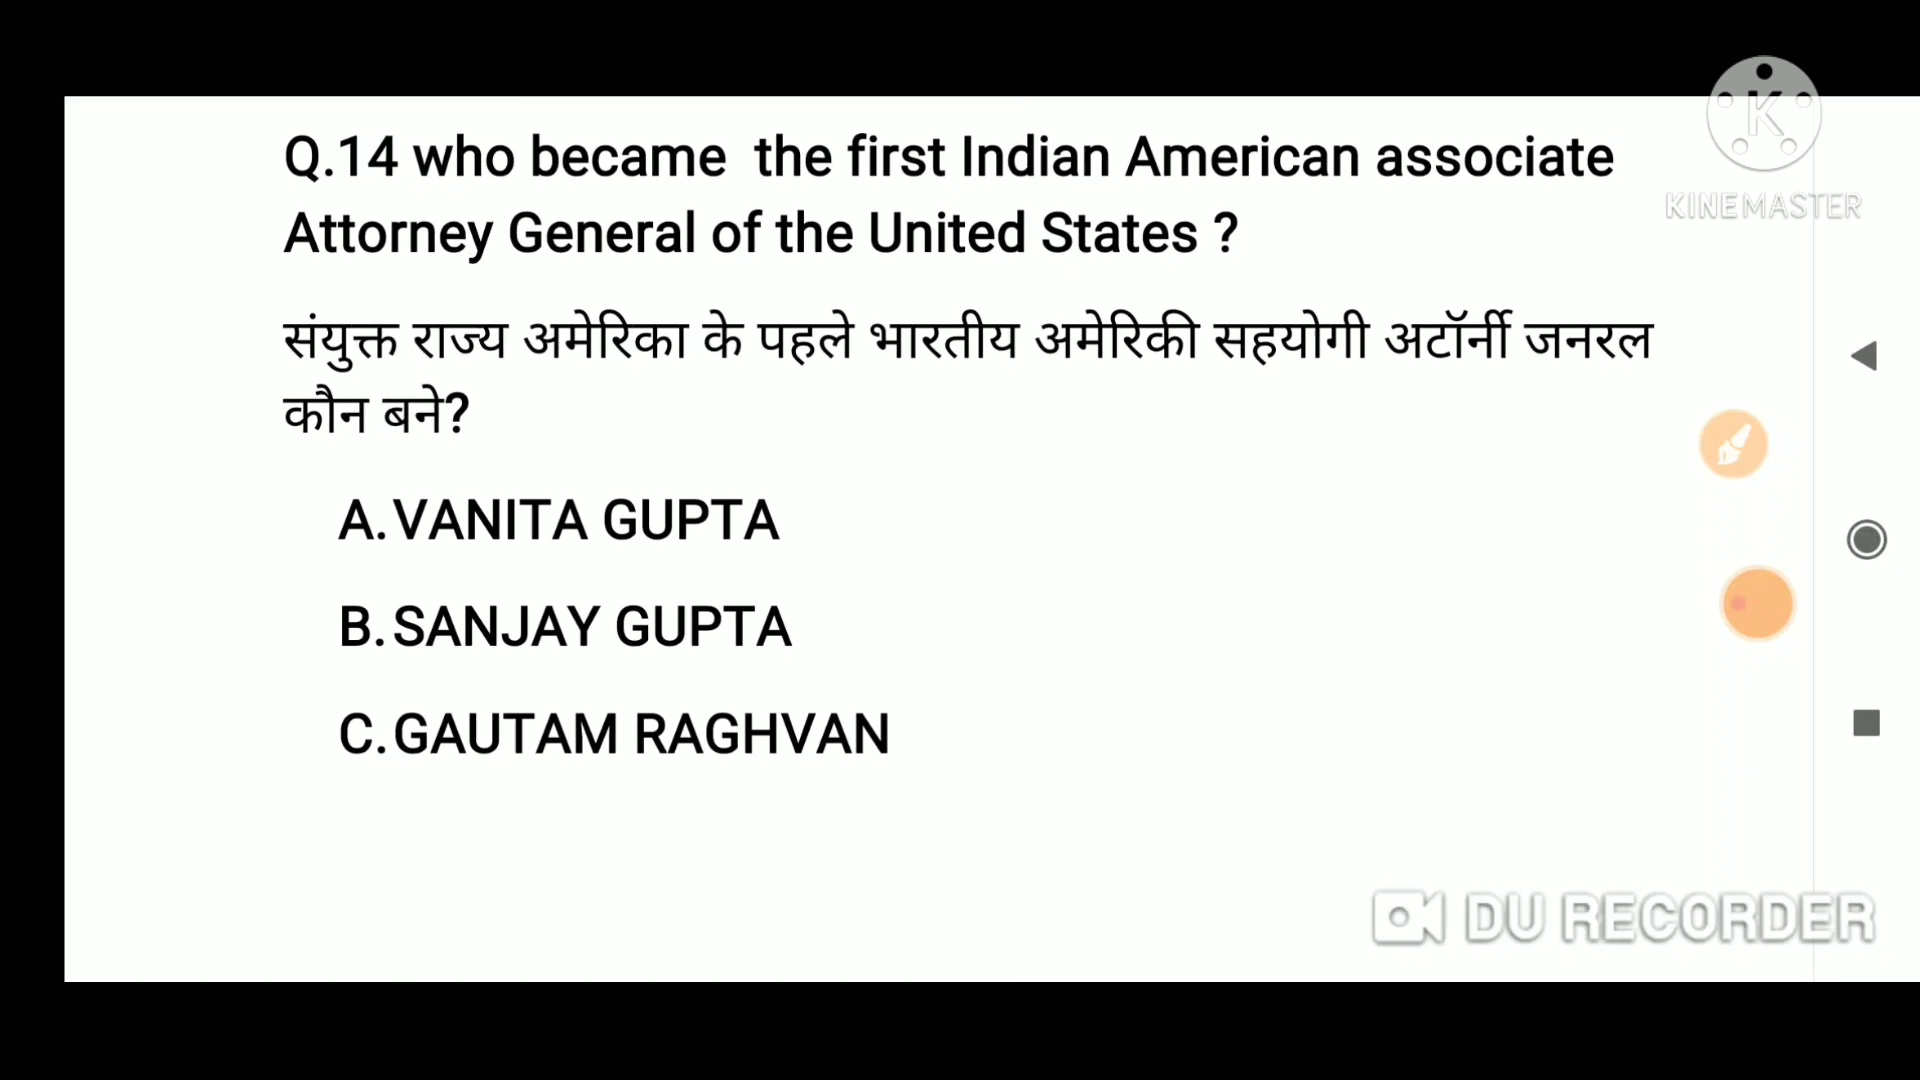 Q.14 who became the first Indian American associate
Attorney General of the United States ?
संयुक्त राज्य अमेरिका के पहले भारतीय अमेरिकी सहयोगी अटॉर्नी जनरल
कौन बने?
A. VANITA GUPTA
B. SANJAY GUPTA
C. GAUTAM RAGHVAN
K
KINEMASTER
DU RECORDER